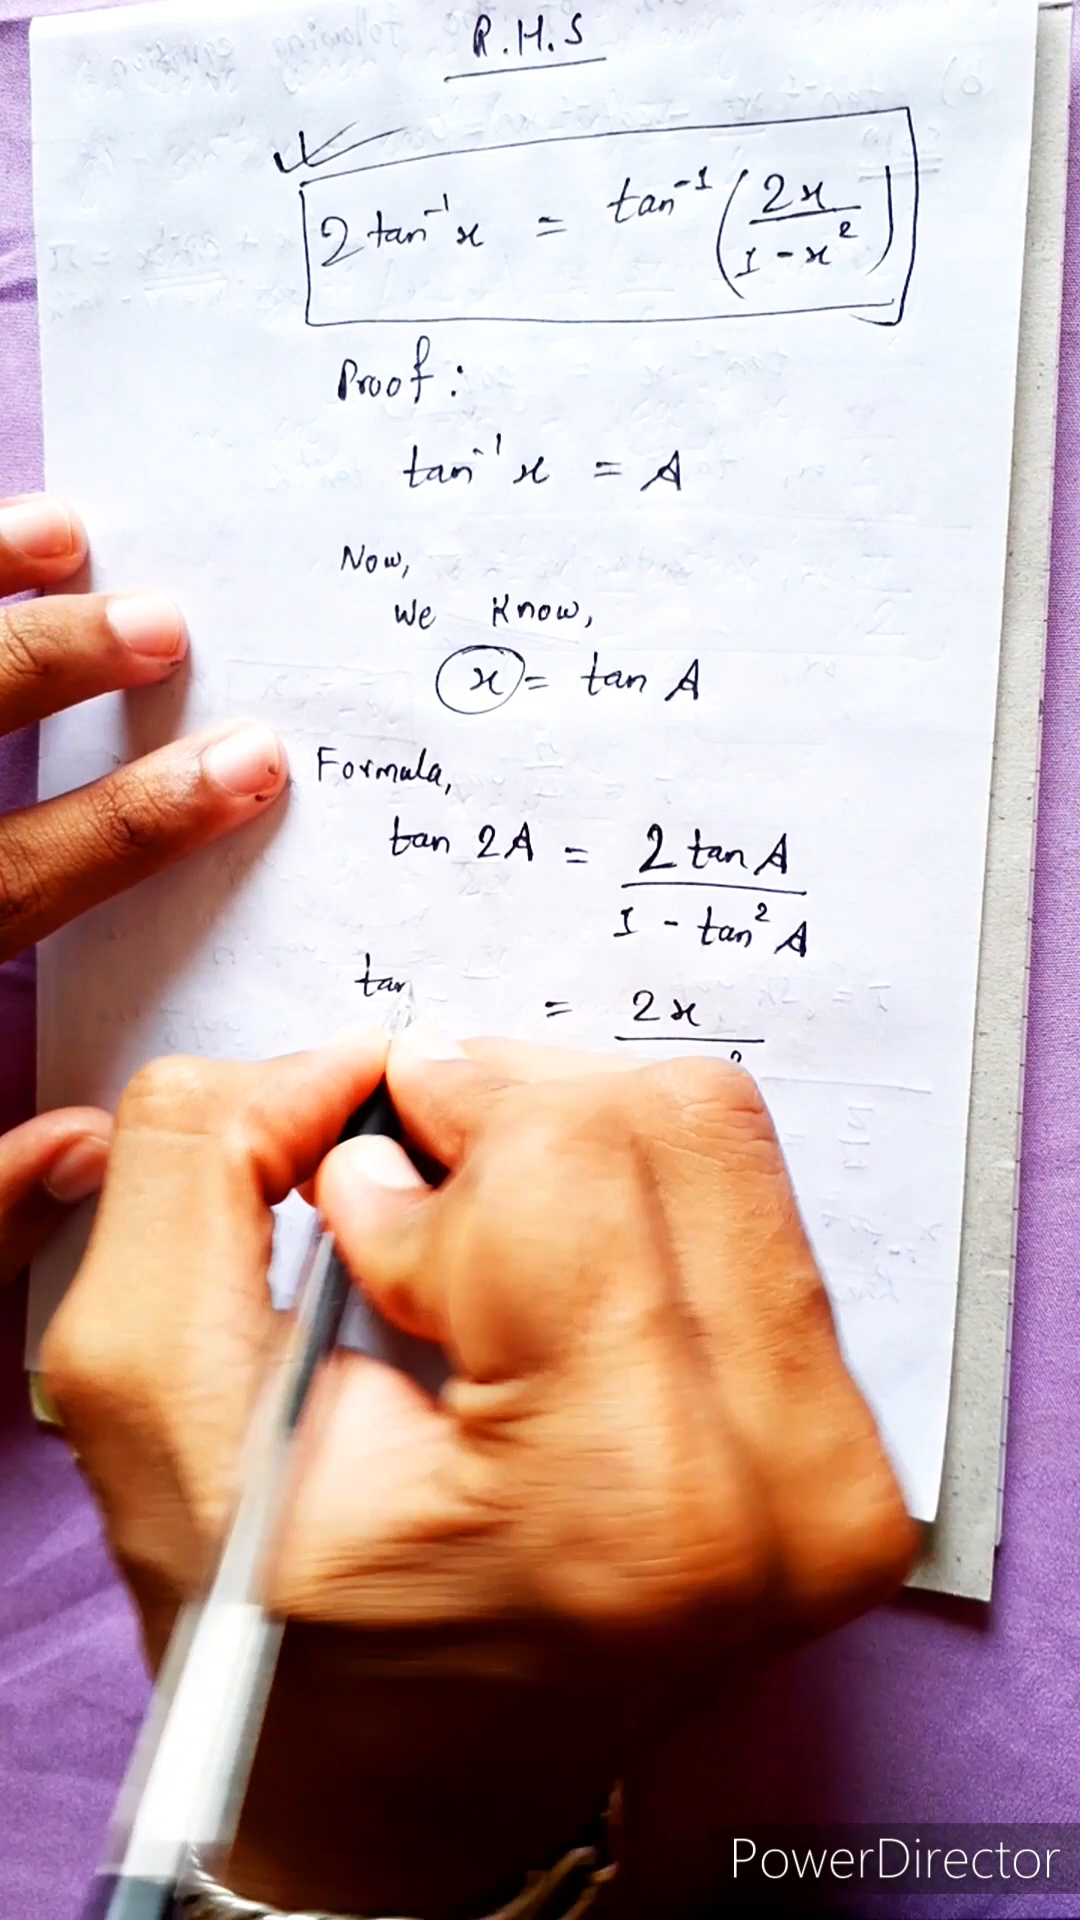 R.H.S
2 tan⁻¹x = tan⁻¹(2x/1-x²)
Proof:
tan⁻¹x = A
Now,
We Know,
x = tan A
Formula,
tan 2A = 2 tan A/1 - tan² A
tan = 2x
PowerDirector